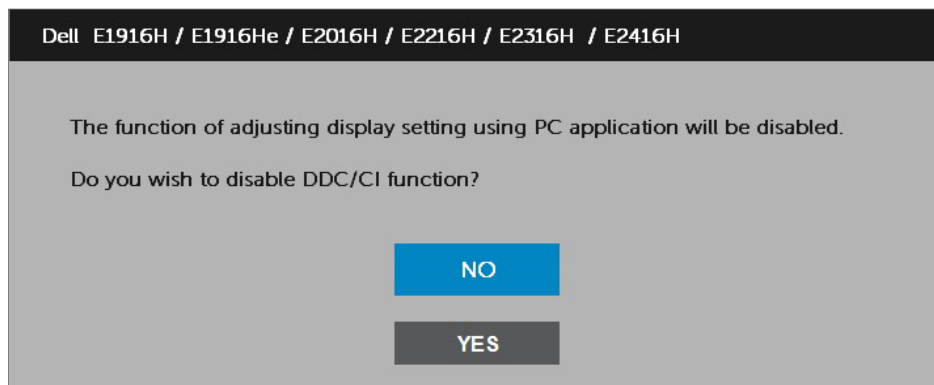 Dell E1916H / E1916He / E2016H / E2216H / E2316H / E2416H
The function of adjusting display setting using PC application will be disabled.
Do you wish to disable DDC/CI function?
NO
YES